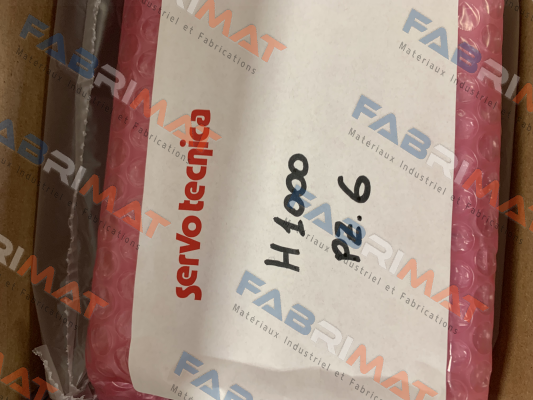 servotecnica
H1000
pz. 6
FABRIMAT
Matériaux Industriel et Fabrications
FABRIMAT
Matériaux Industriel et Fabrications
FABRIMAT
Matériaux Industriel et Fabrications
FABRIMAT
Matériaux Industriel et Fabrications